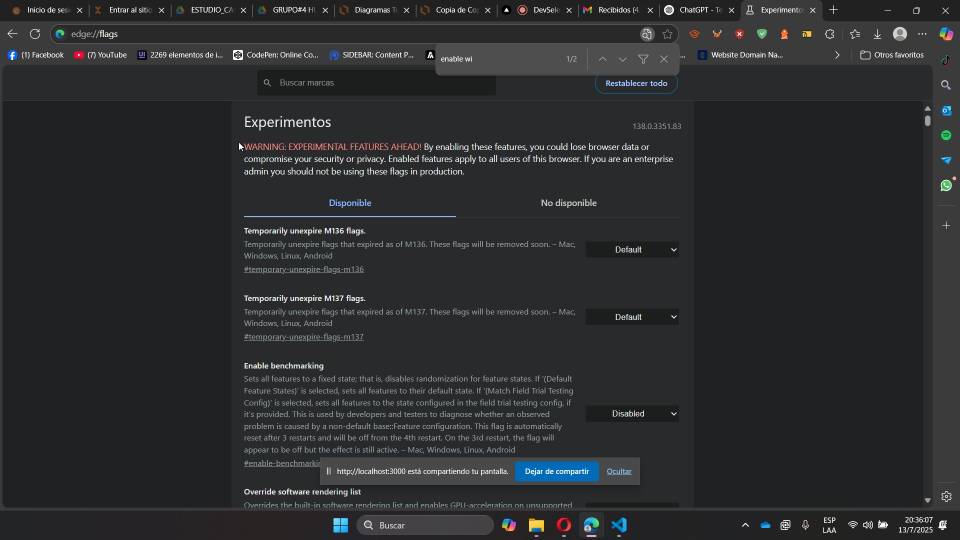 Inicio de ses
Entrar al sitio
ESTUDIO_CA
GRUPO#4 HU
Diagramas Ti
Copia de Co
DevSele
Recibidos (4
ChatGPT - Te
Experimento
edge://flags
(1) Facebook
(7) YouTube
2269 elementos de i...
CodePen: Online Co...
SIDEBAR: Content P...
Website Domain Na...
Otros favoritos
enable wi
1/2
Buscar marcas
Restablecer todo
Experimentos
138.0.3351.83
WARNING: EXPERIMENTAL FEATURES AHEAD! By enabling these features, you could lose browser data or
compromise your security or privacy. Enabled features apply to all users of this browser. If you are an enterprise
admin you should not be using these flags in production.
Disponible
No disponible
Temporarily unexpire M136 flags.
Temporarily unexpire flags that expired as of M136. These flags will be removed soon. – Mac,
Windows, Linux, Android
#temporary-unexpire-flags-m136
Default
Temporarily unexpire M137 flags.
Temporarily unexpire flags that expired as of M137. These flags will be removed soon. – Mac,
Windows, Linux, Android
#temporary-unexpire-flags-m137
Default
Enable benchmarking
Sets all features to a fixed state; that is, disables randomization for feature states. If '(Default
Feature States)' is selected, sets all features to their default state. If '(Match Field Trial Testing
Config)' is selected, sets all features to the state configured in the field trial testing config, if
it's provided. This is used by developers and testers to diagnose whether an observed
problem is caused by a non-default base::Feature configuration. This flag is automatically
reset after 3 restarts and will be off from the 4th restart. On the 3rd restart, the flag will
appear to be off but the effect is still active. – Mac, Windows, Linux, Android
#enable-benchmarkin
Disabled
http://localhost:3000 está compartiendo tu pantalla.
Dejar de compartir
Ocultar
Override software rendering list
Overrides the built-in software rendering list and enables GPU-acceleration on unsupported
Buscar
ESP
LAA
20:36:07
13/7/2025